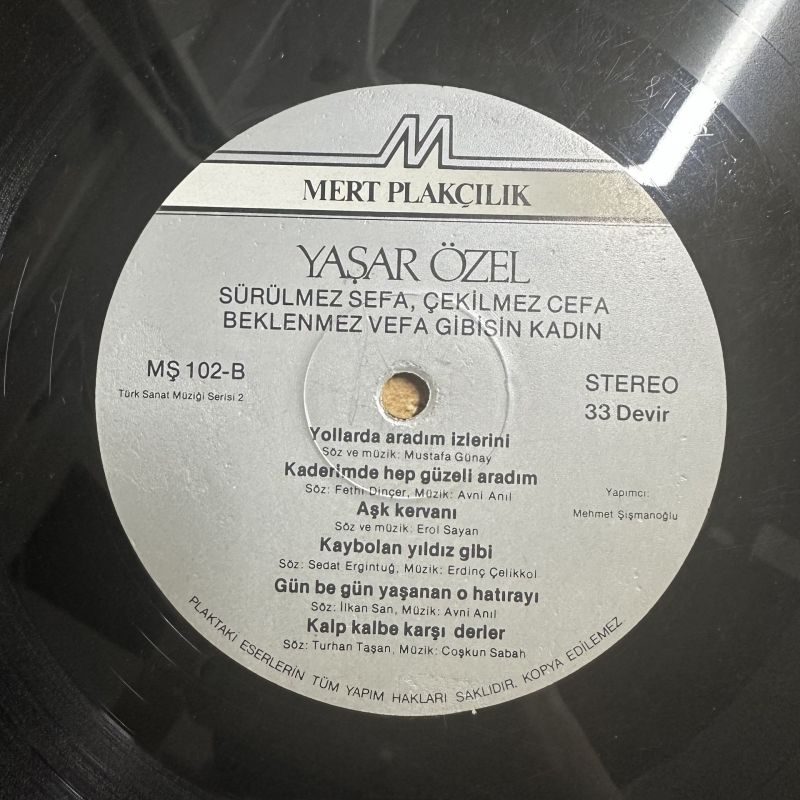 M
MERT PLAKÇILIK
YAŞAR ÖZEL
SÜRÜLMEZ SEFA, ÇEKİLMEZ CEFA
BEKLENMEZ VEFA GİBİSİN KADIN
MŞ 102-B
Türk Sanat Müziği Serisi 2
STEREO
33 Devir
Yollarda aradım izlerini
Söz ve müzik: Mustafa Günay
Kaderimde hep güzeli aradım
Söz: Fethi Dinçer, Müzik: Avni Anıl
Aşk kervanı
Söz ve müzik: Erol Sayan
Kaybolan yıldız gibi
Söz: Sedat Ergintuğ, Müzik: Erdinç Çelikkol
Gün be gün yaşanan o hatırayı
Söz: İlkan San, Müzik: Avni Anıl
Kalp kalbe karşı derler
Söz: Turhan Taşan, Müzik: Coşkun Sabah
Yapımcı:
Mehmet Şişmanoğlu
PLAKTAKI ESERLERİN TÜM YAPIM HAKLARI SAKLIDIR. KOPYA EDİLEMEZ